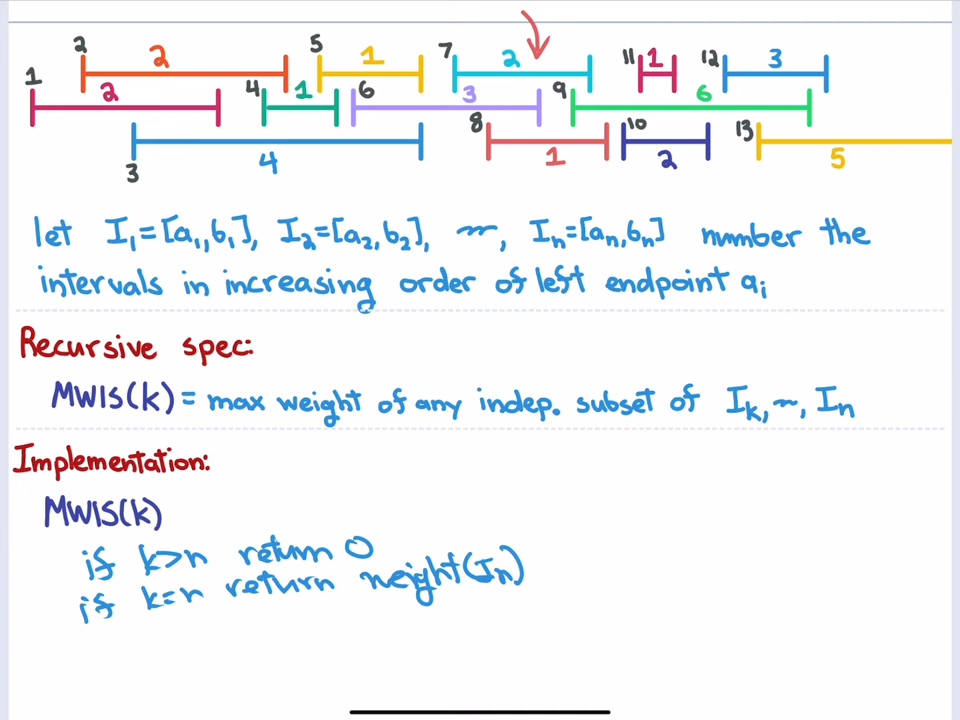 2 2 5 1 7 2 11 1 12 3
1 2 4 1 6 3 9 6
3 4 8 1 10 2 13 5
let I₁=[a₁,b₁], I₂=[a₂,b₂], ~, Iₙ=[aₙ,bₙ] number the
intervals in increasing order of left endpoint aᵢ
Recursive spec:
MWIS(k) = max weight of any indep. subset of Iₖ, ~, Iₙ
Implementation:
MWIS(k)
if k>n return 0
if k=n return weight(Iₙ)